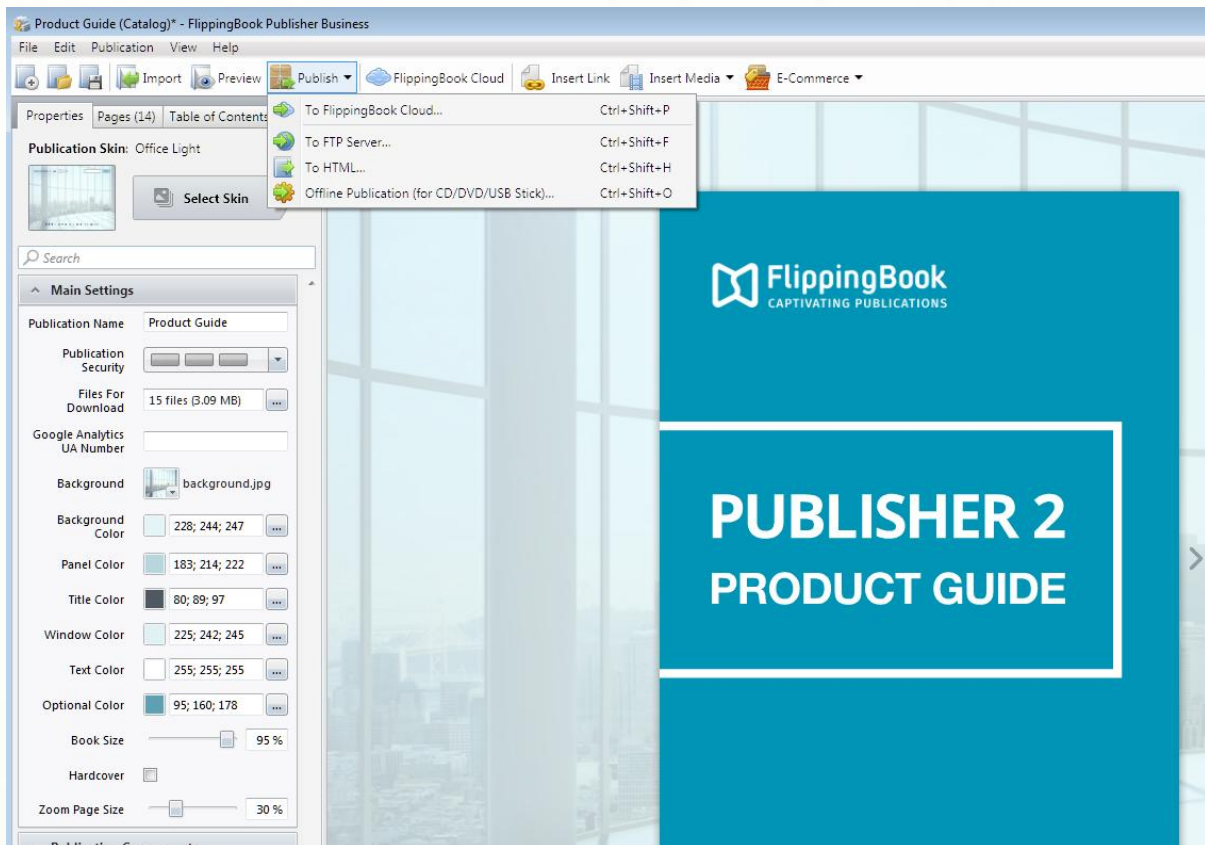 Product Guide (Catalog)* - FlippingBook Publisher Business
File Edit Publication View Help
Import Preview Publish FlippingBook Cloud Insert Link Insert Media E-Commerce
Properties Pages (14) Table of Contents
To FlippingBook Cloud... Ctrl+Shift+P
To FTP Server... Ctrl+Shift+F
To HTML... Ctrl+Shift+H
Offline Publication (for CD/DVD/USB Stick)... Ctrl+Shift+O
Publication Skin: Office Light
Select Skin
Search
Main Settings
Publication Name Product Guide
Publication
Security
Files For
Download 15 files (3.09 MB) ...
Google Analytics
UA Number
Background background.jpg
Background
Color 228; 244; 247 ...
Panel Color 183; 214; 222 ...
Title Color 80; 89; 97 ...
Window Color 225; 242; 245 ...
Text Color 255; 255; 255 ...
Optional Color 95; 160; 178 ...
Book Size 95 %
Hardcover
Zoom Page Size 30 %
FlippingBook
CAPTIVATING PUBLICATIONS
PUBLISHER 2
PRODUCT GUIDE